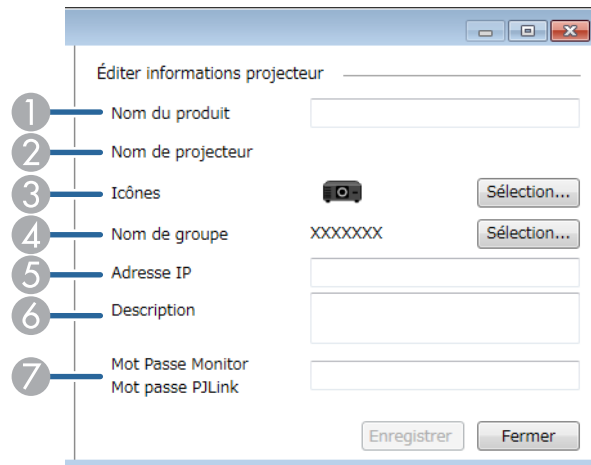 Éditer informations projecteur
1 Nom du produit
2 Nom de projecteur
3 Icônes Sélection...
4 Nom de groupe XXXXXXX Sélection...
5 Adresse IP
6 Description
7 Mot Passe Monitor
Mot passe PJLink
Enregistrer Fermer